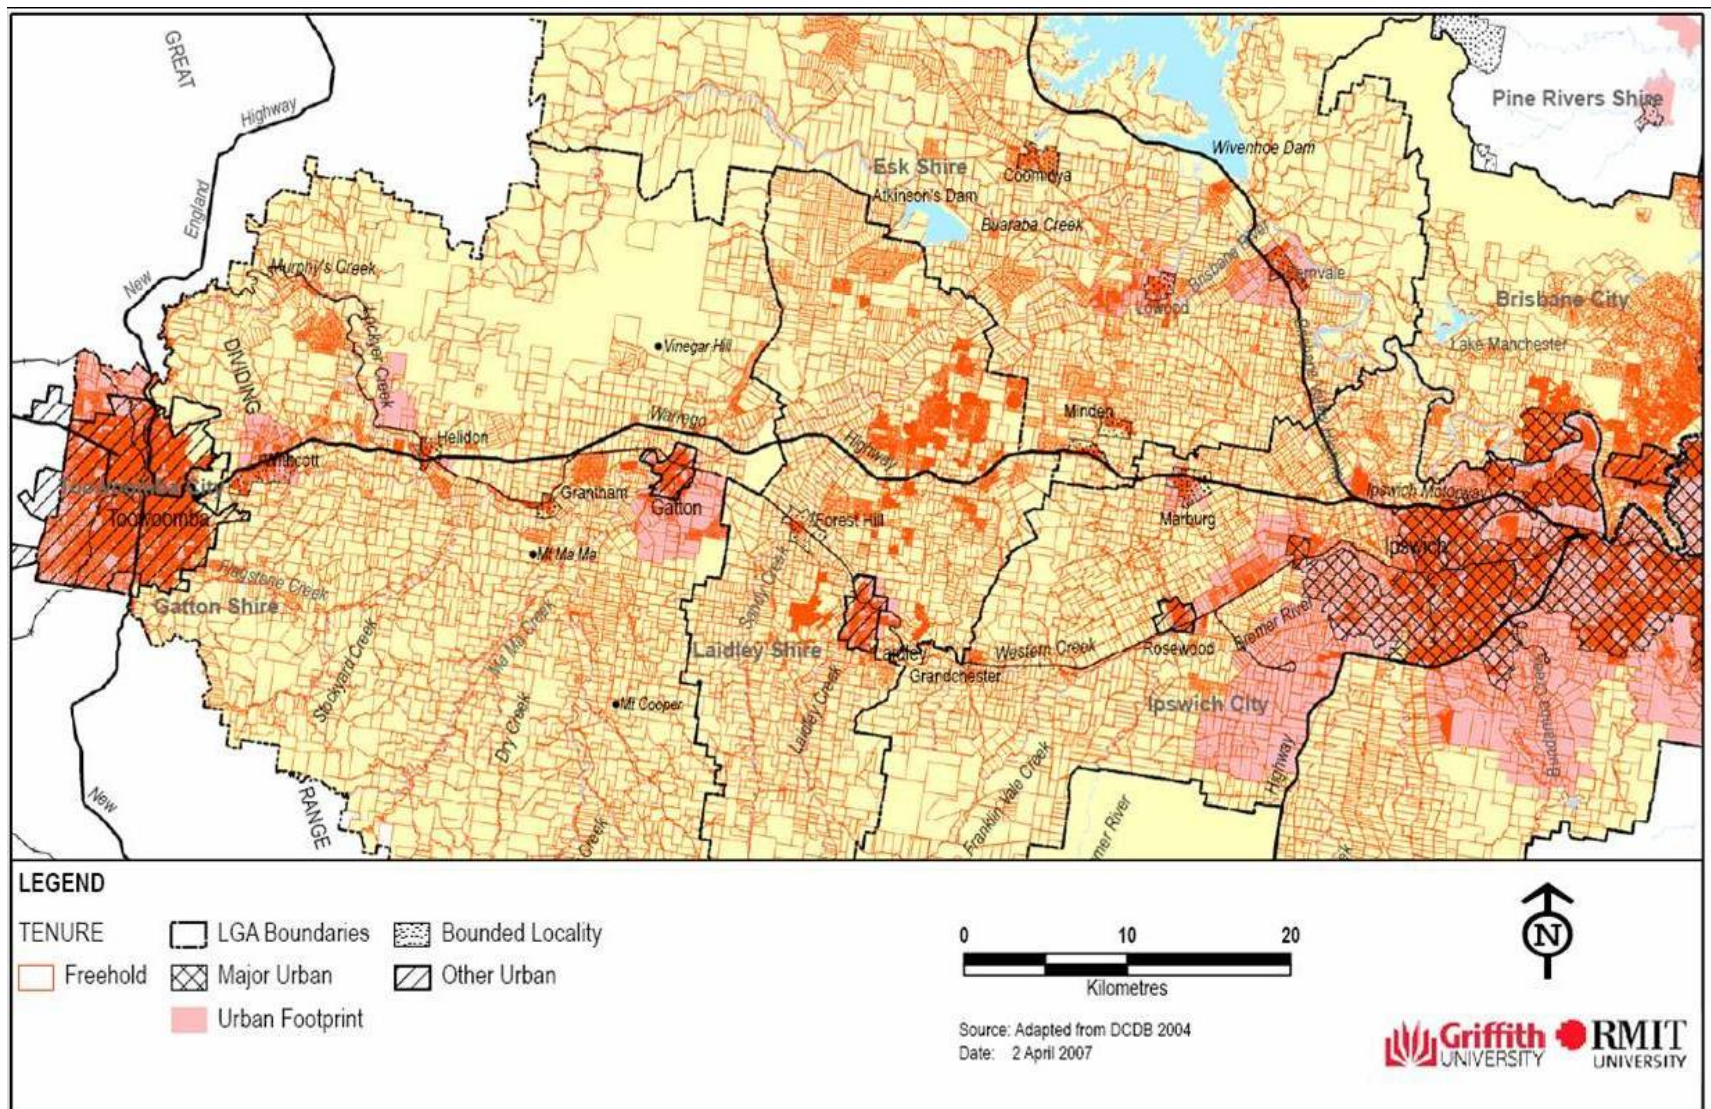 GREAT
Highway
England
New
Pine Rivers Shire
Wivenhoe Dam
Esk Shire
Coominya
Atkinson's Dam
Buaraba Creek
Murphy's Creek
Brisbane River
Fernvale
Lowood
Brisbane City
Lake Manchester
Lockyer Creek
Vinegar Hill
DIVIDING
Warrego
Highway
Minden
Helidon
Withcott
Toowoomba City
Toowoomba
Grantham
Gatton
Forest Hill
Marburg
Ipswich Motorway
Ipswich
Mt Ma Ma
Flagstone Creek
Gatton Shire
Stockyard Creek
Ma Ma Creek
Sandy Creek
Laidley Shire
Laidley
Grandchester
Western Creek
Rosewood
Bremer River
Mt Cooper
Dry Creek
Laidley Creek
Ipswich City
Highway
Bundamba Creek
Franklin Vale Creek
New
RANGE
Creek
mer River
ek
LEGEND
TENURE
Freehold
LGA Boundaries
Major Urban
Urban Footprint
Bounded Locality
Other Urban
0 10 20
Kilometres
Source: Adapted from DCDB 2004
Date: 2 April 2007
N
Griffith
UNIVERSITY
RMIT
UNIVERSITY